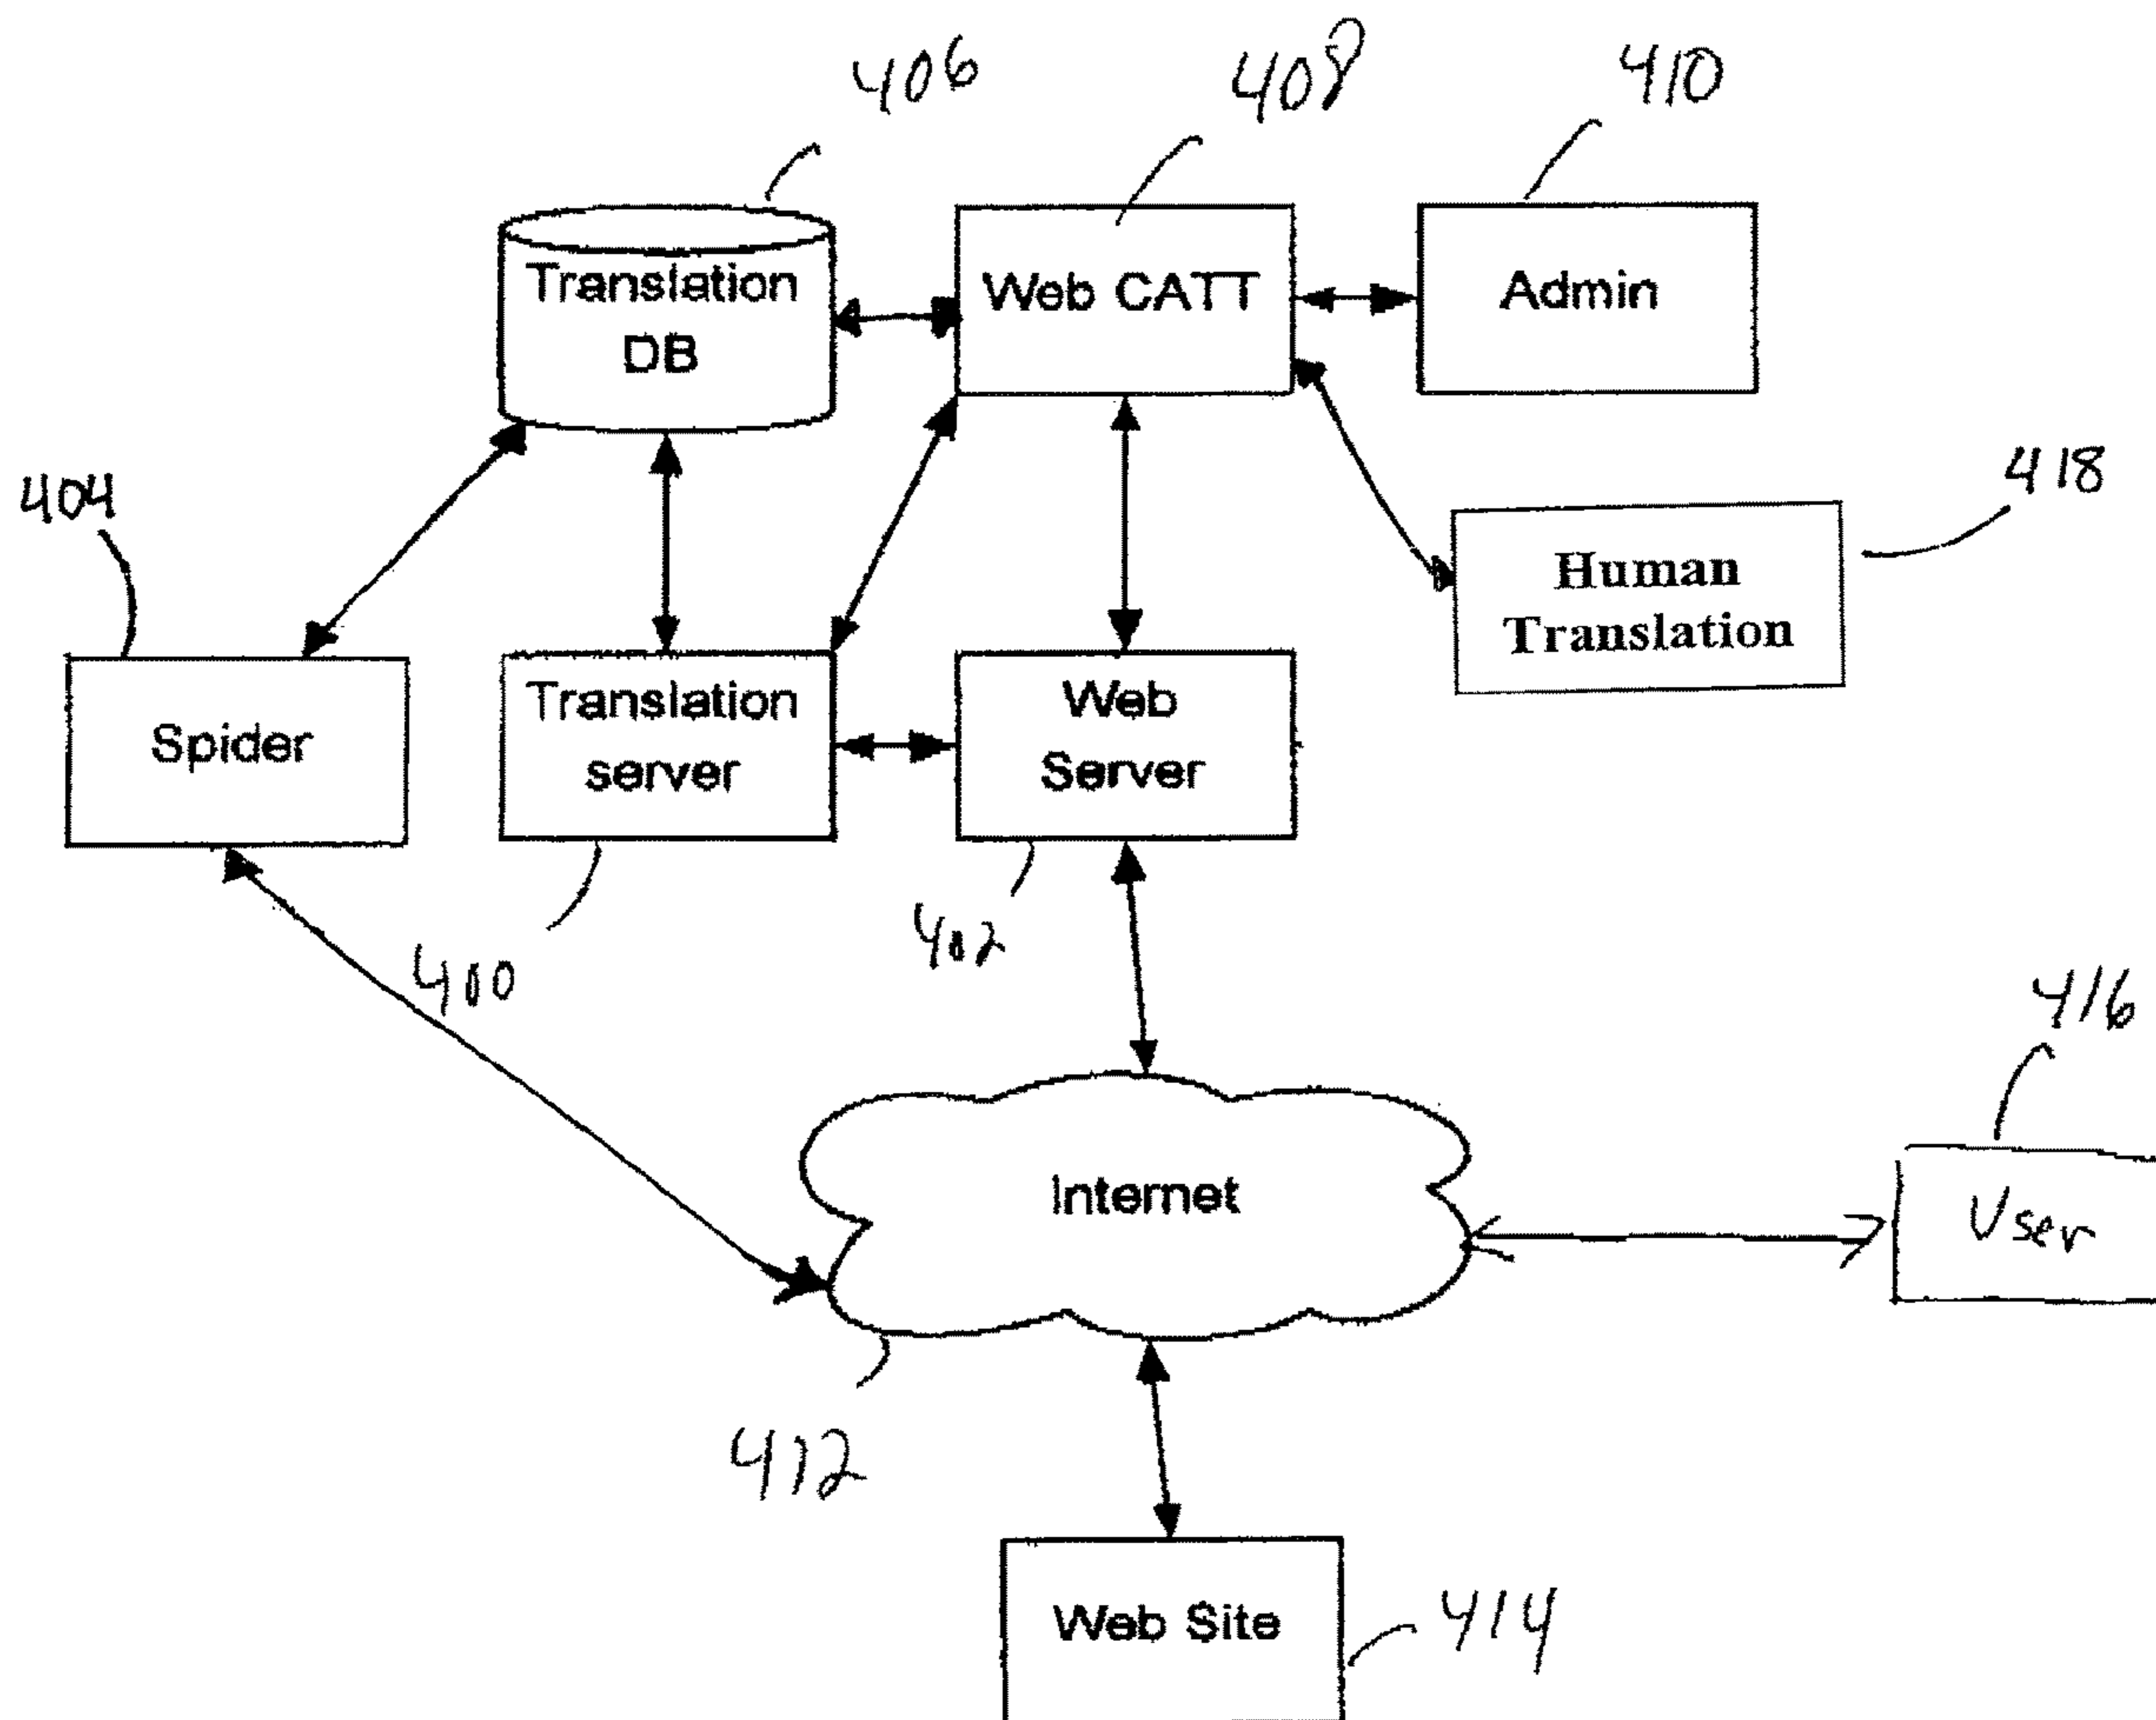 406
408
410
Translation
DB
Web CATT
Admin
404
418
Human
Translation
Spider
Translation
server
Web
Server
400
402
416
Internet
User
412
Web Site
414